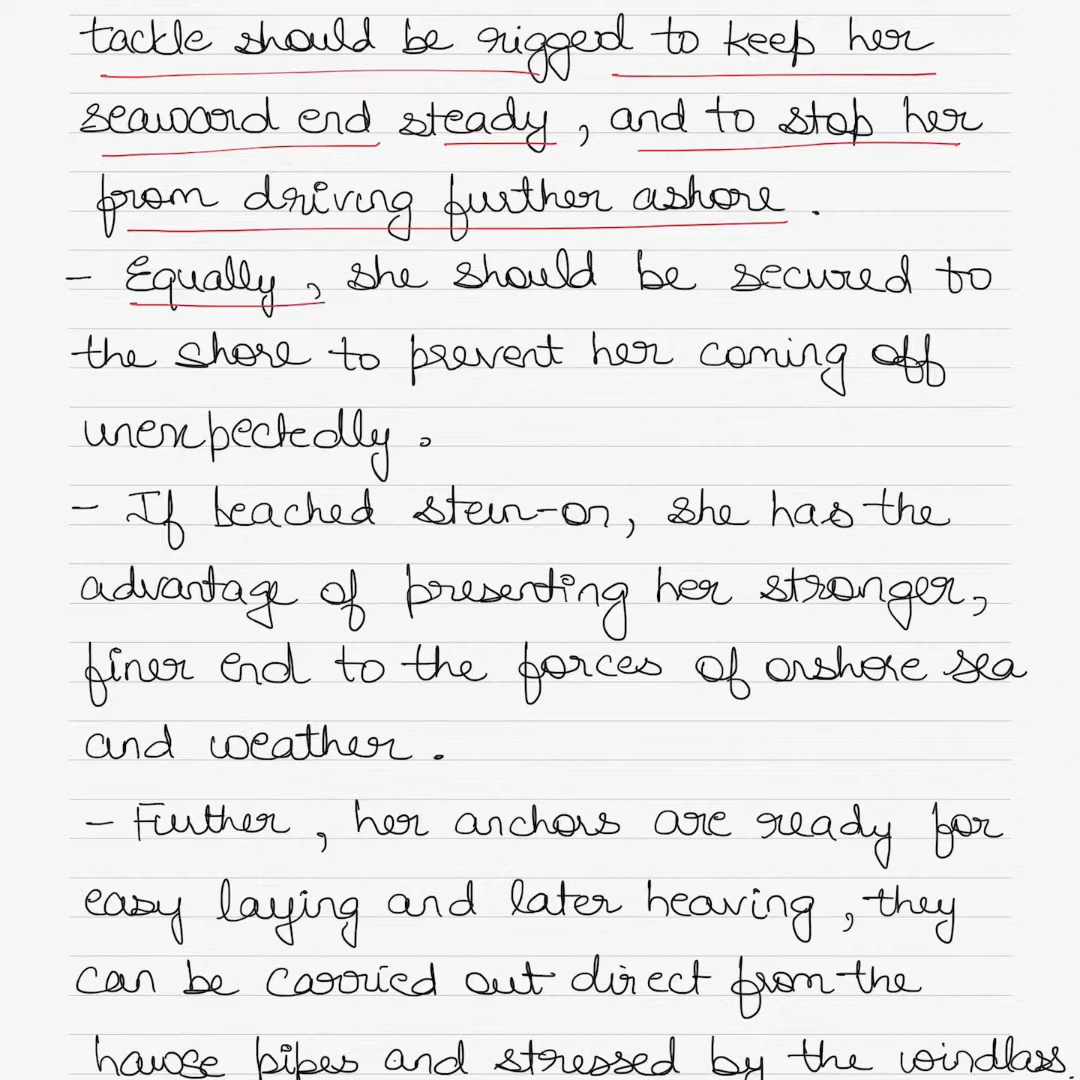 tackle should be rigged to keep her
seaward end steady, and to stop her
from driving further ashore.
- Equally, she should be secured to
the shore to prevent her coming off
unexpectedly.
- If beached stern-on, she has the
advantage of presenting her stronger,
finer end to the forces of onshore sea
and weather.
- Further, her anchors are ready for
easy laying and later heaving, they
can be carried out direct from the
hawse pipes and stressed by the windlass.